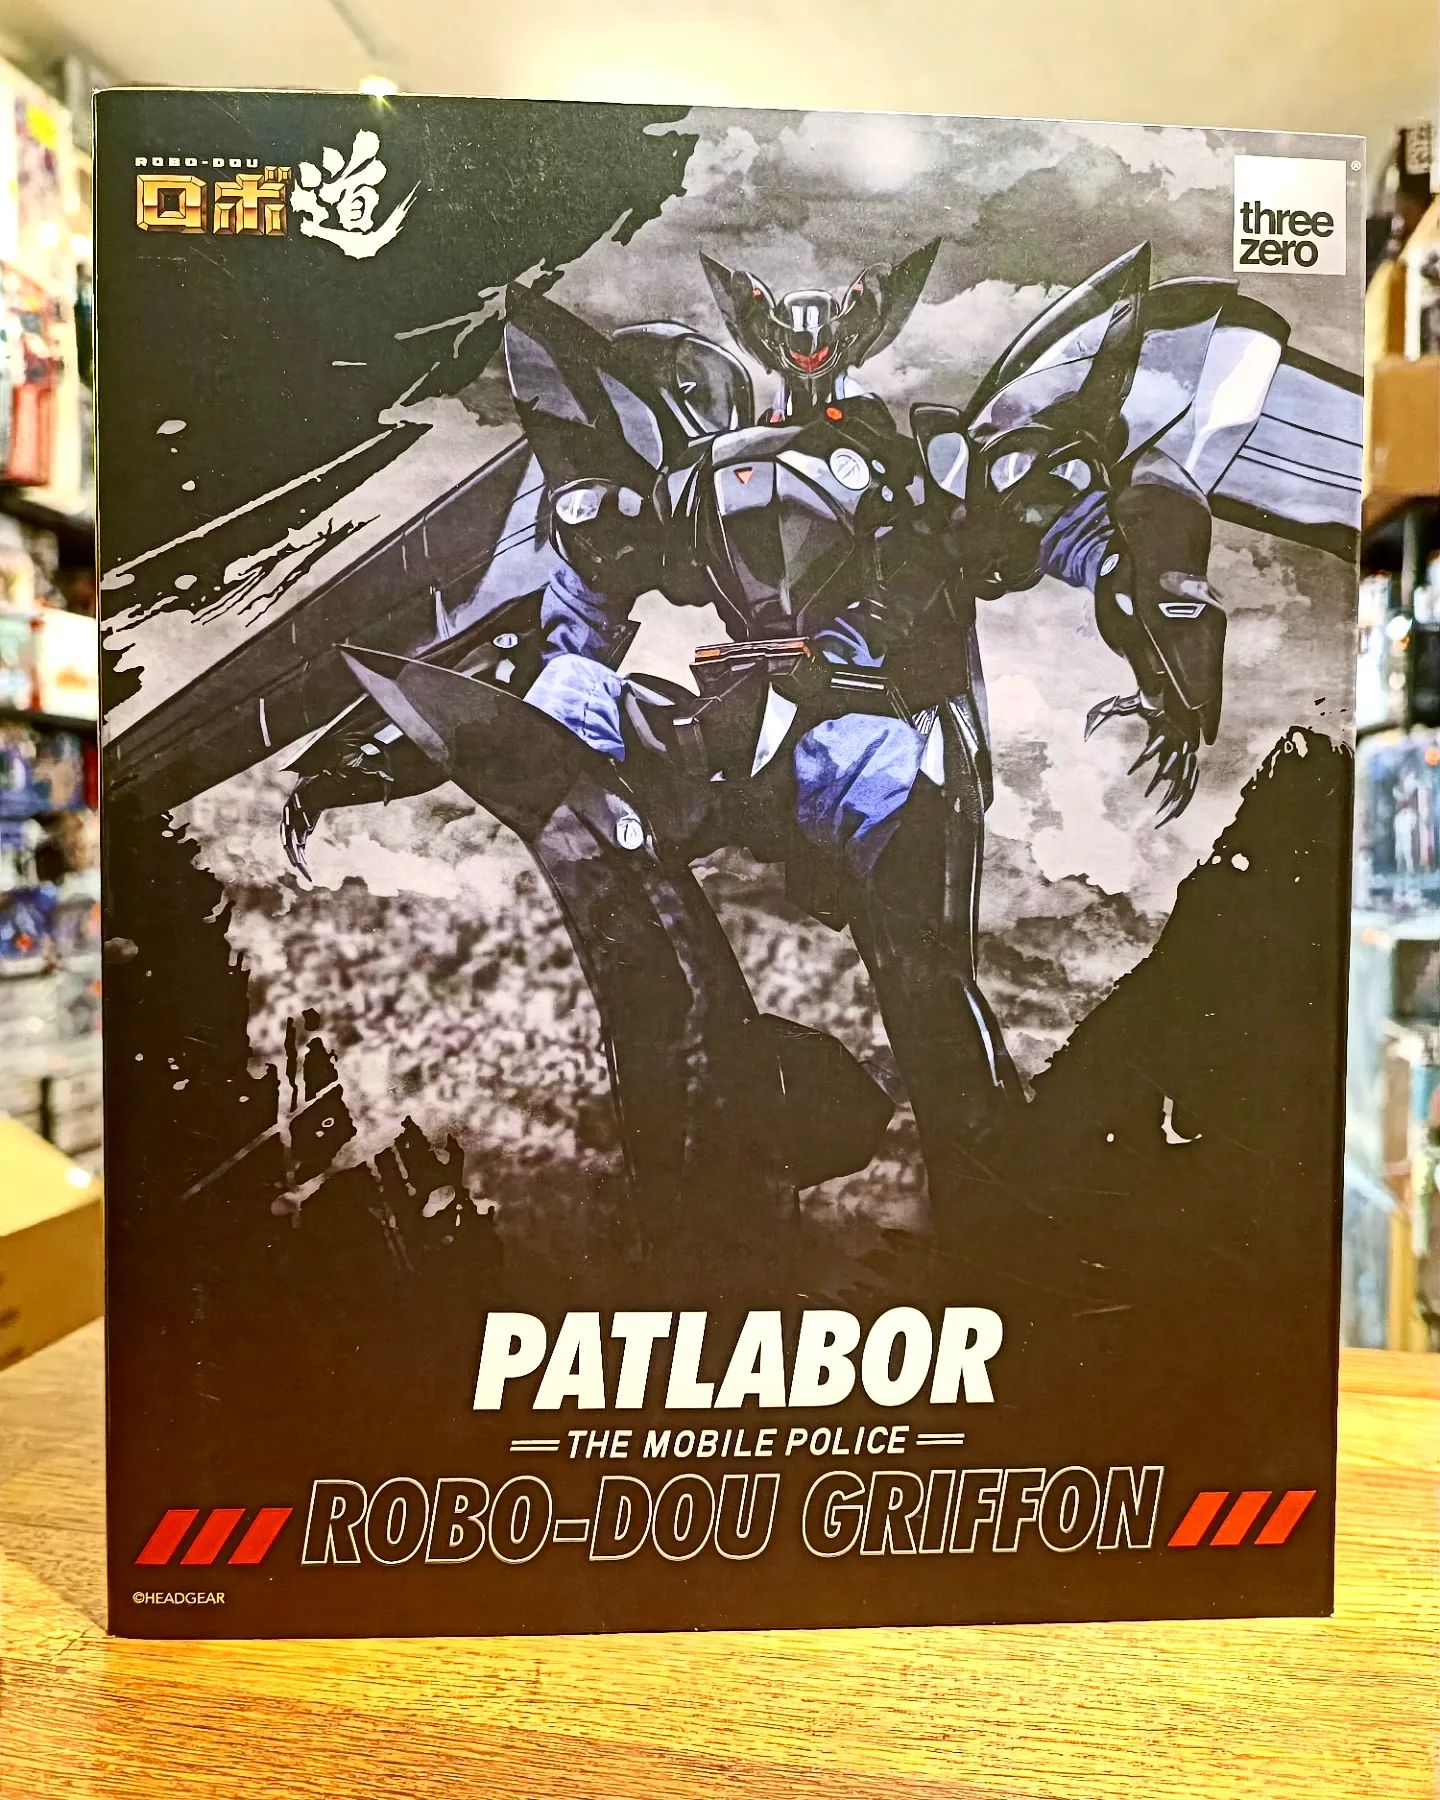 ROBO-DOU
ロボ道
three
zero
®
PATLABOR
THE MOBILE POLICE
ROBO-DOU GRIFFON
©HEADGEAR